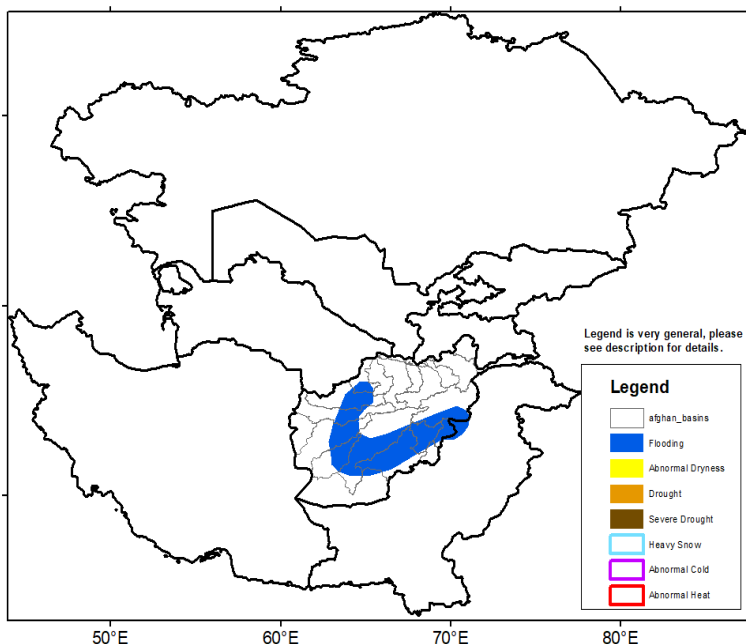 Legend is very general, please
see description for details.
Legend
afghan_basins
Flooding
Abnormal Dryness
Drought
Severe Drought
Heavy Snow
Abnormal Cold
Abnormal Heat
50°E
60°E
70°E
80°E